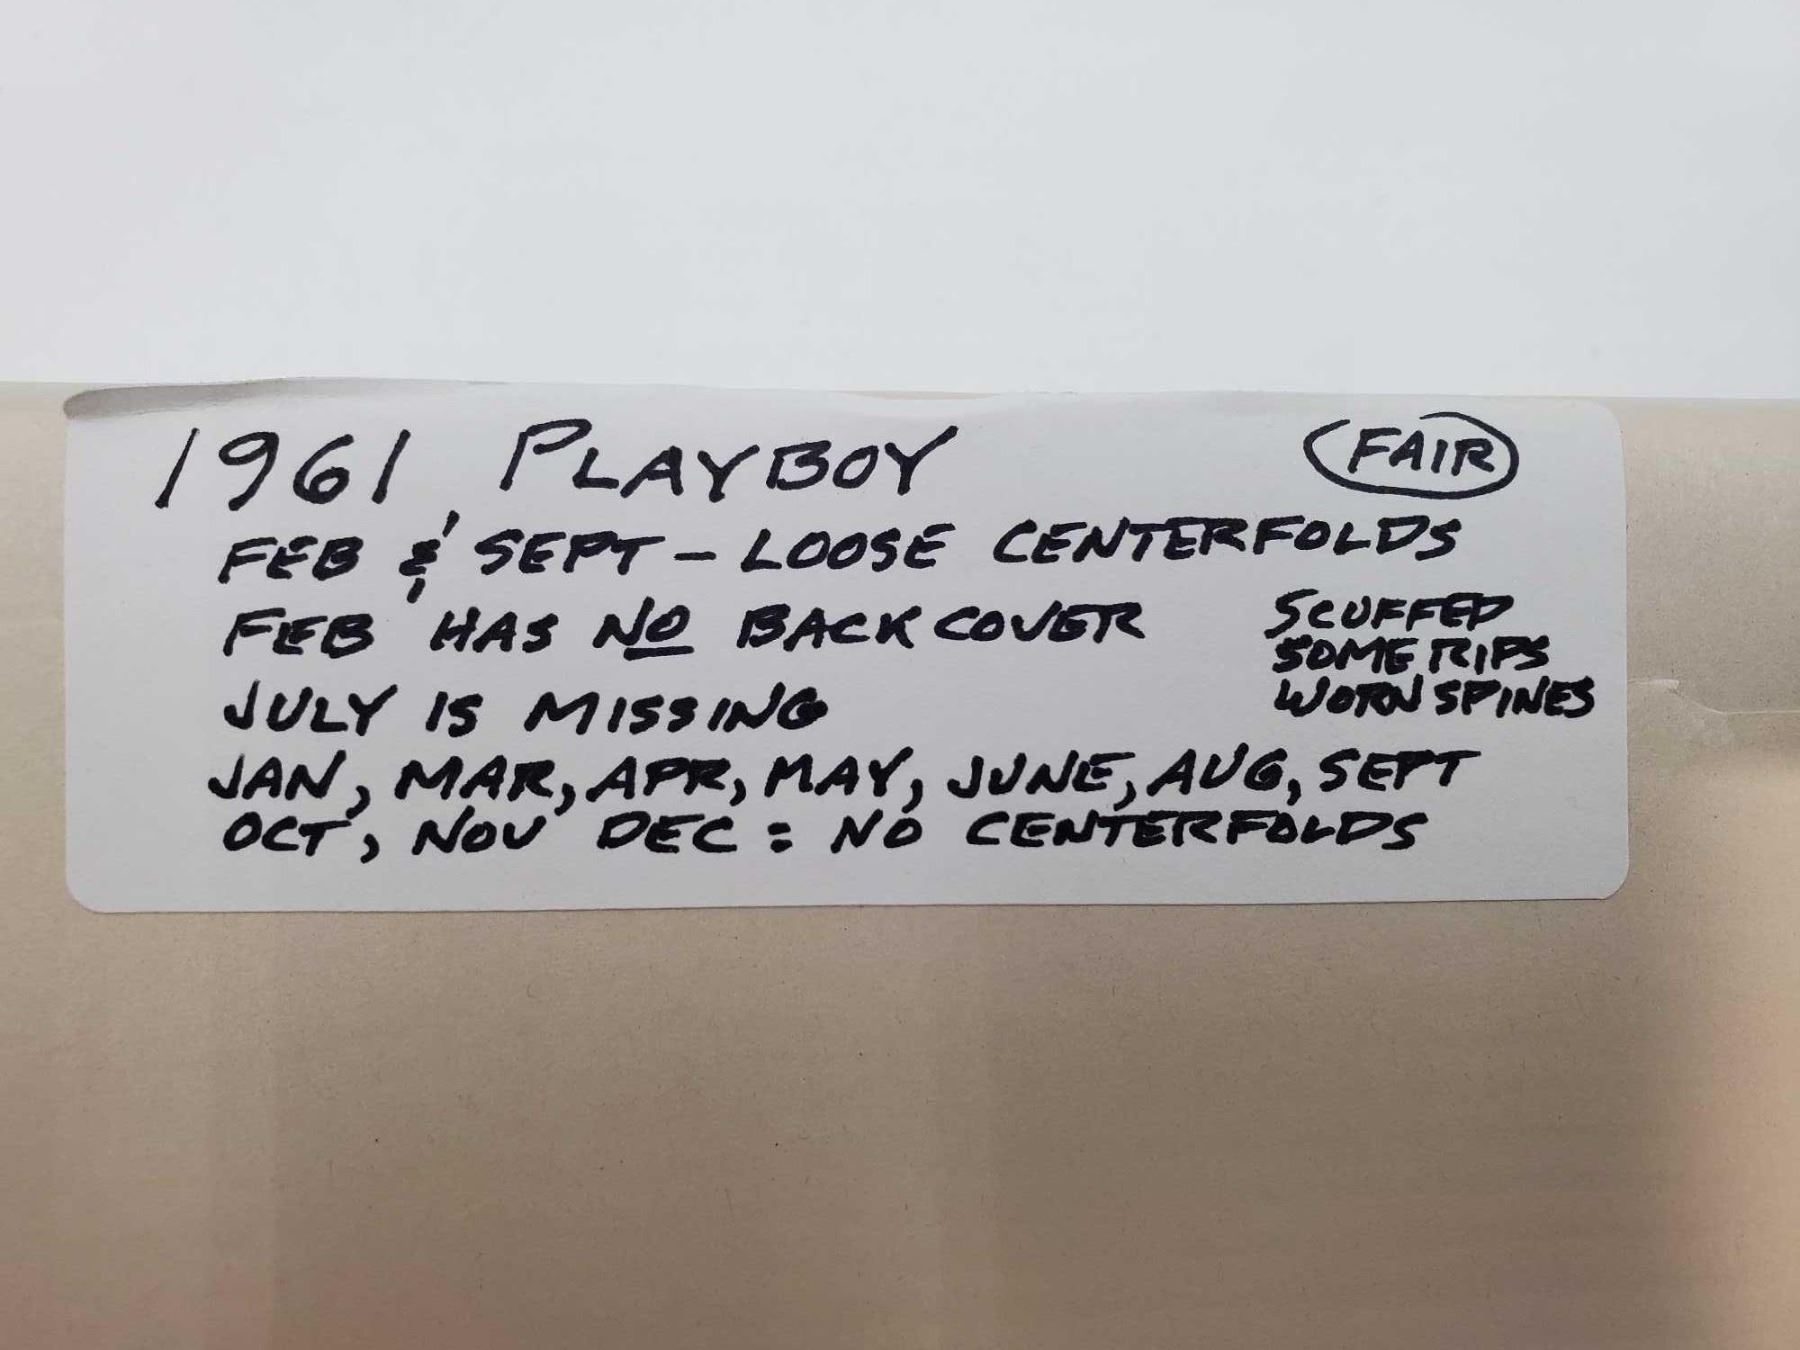 1961 PLAYBOY
FAIR
FEB & SEPT - LOOSE CENTERFOLDS
FEB HAS NO BACK COVER
JULY IS MISSING
SCUFFED
SOME RIPS
WORN SPINES
JAN, MAR, APR, MAY, JUNE, AUG, SEPT
OCT, NOV DEC : NO CENTERFOLDS